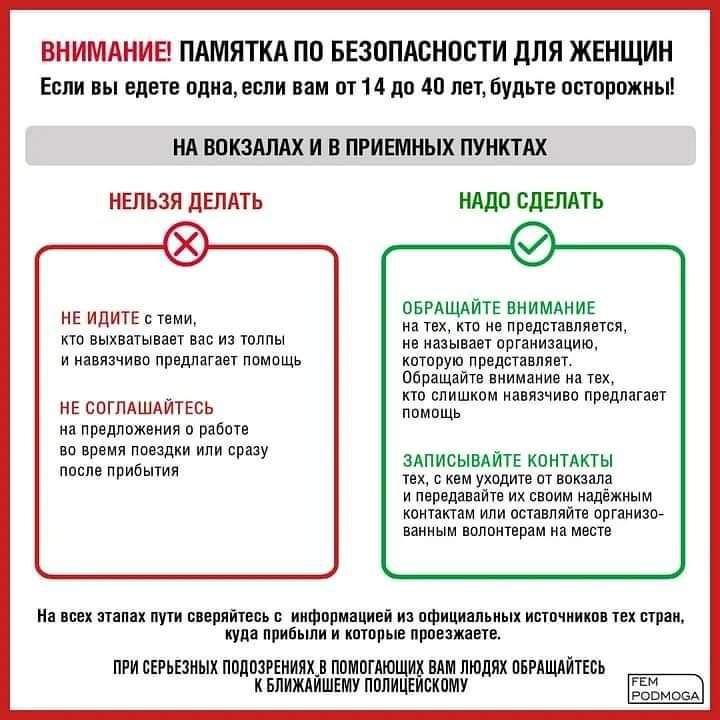 ВНИМАНИЕ! ПАМЯТКА ПО БЕЗОПАСНОСТИ ДЛЯ ЖЕНЩИН
Если вы едете одна, если вам от 14 до 40 лет, будьте осторожны!
НА ВОКЗАЛАХ И В ПРИЕМНЫХ ПУНКТАХ
НЕЛЬЗЯ ДЕЛАТЬ
НЕ ИДИТЕ с теми,
кто выхватывает вас из толпы
и навязчиво предлагает помощь
НЕ СОГЛАШАЙТЕСЬ
на предложения о работе
во время поездки или сразу
после прибытия
НАДО СДЕЛАТЬ
ОБРАЩАЙТЕ ВНИМАНИЕ
на тех, кто не представляется,
не называет организацию,
которую представляет.
Обращайте внимание на тех,
кто слишком навязчиво предлагает
помощь
ЗАПИСЫВАЙТЕ КОНТАКТЫ
тех, с кем уходите от вокзала
и передавайте их своим надёжным
контактам или оставляйте организо-
ванным волонтерам на месте
На всех этапах пути сверяйтесь с информацией из официальных источников тех стран,
куда прибыли и которые проезжаете.
ПРИ СЕРЬЕЗНЫХ ПОДОЗРЕНИЯХ В ПОМОГАЮЩИХ ВАМ ЛЮДЯХ ОБРАЩАЙТЕСЬ
К БЛИЖАЙШЕМУ ПОЛИЦЕЙСКОМУ
FEM
PODMOGA